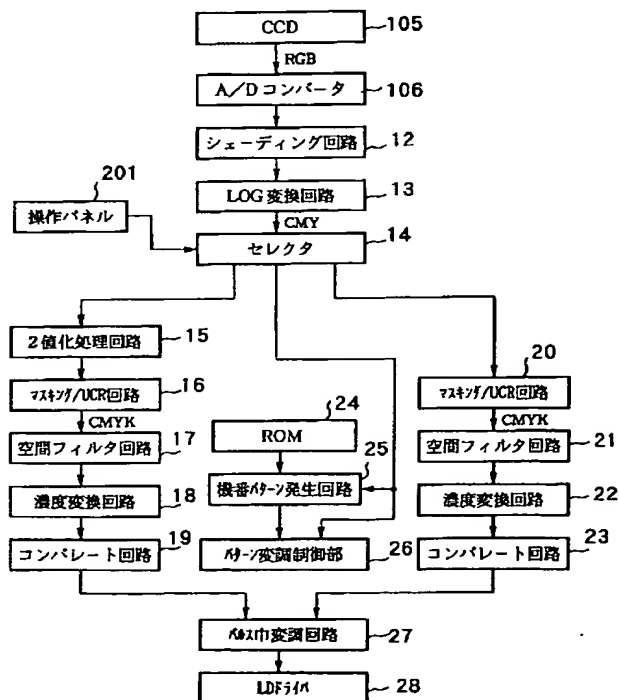 CCD 105
RGB
A/Dコンバータ 106
シェーディング回路 12
201
LOG変換回路 13
操作パネル
CMY
セレクタ 14
2値化処理回路 15
20
マスキング/UCR回路 16
マスキング/UCR回路
24
CMYK
CMYK
空間フィルタ回路 17
ROM
25
空間フィルタ回路 21
機番パターン発生回路
濃度変換回路 18
濃度変換回路 22
19
23
コンパレート回路
パターン変調制御部 26
コンパレート回路
パルス巾変調回路 27
LDドライバ 28